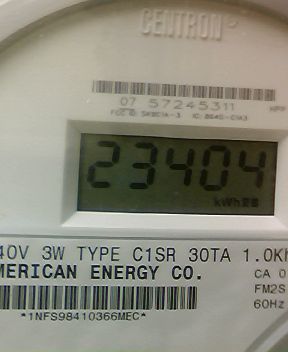 CENTRON
07 57245311
23404
kWh
40V 3W TYPE C1SR 30TA 1.0Kh
MERICAN ENERGY CO.
CA 0
FM2S
60Hz
*1NFS98410366MEC*